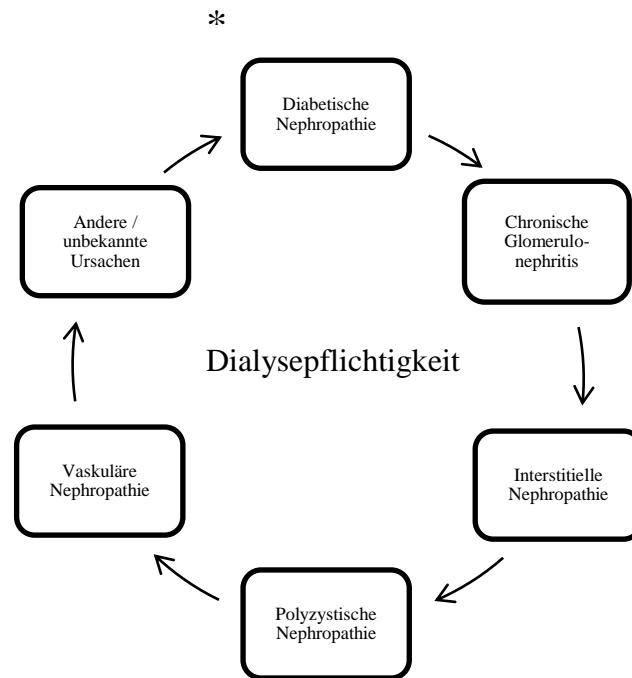 *
Diabetische
Nephropathie
Chronische
Glomerulo-
nephritis
Interstitielle
Nephropathie
Polyzystische
Nephropathie
Vaskuläre
Nephropathie
Andere /
unbekannte
Ursachen
Dialysepflichtigkeit